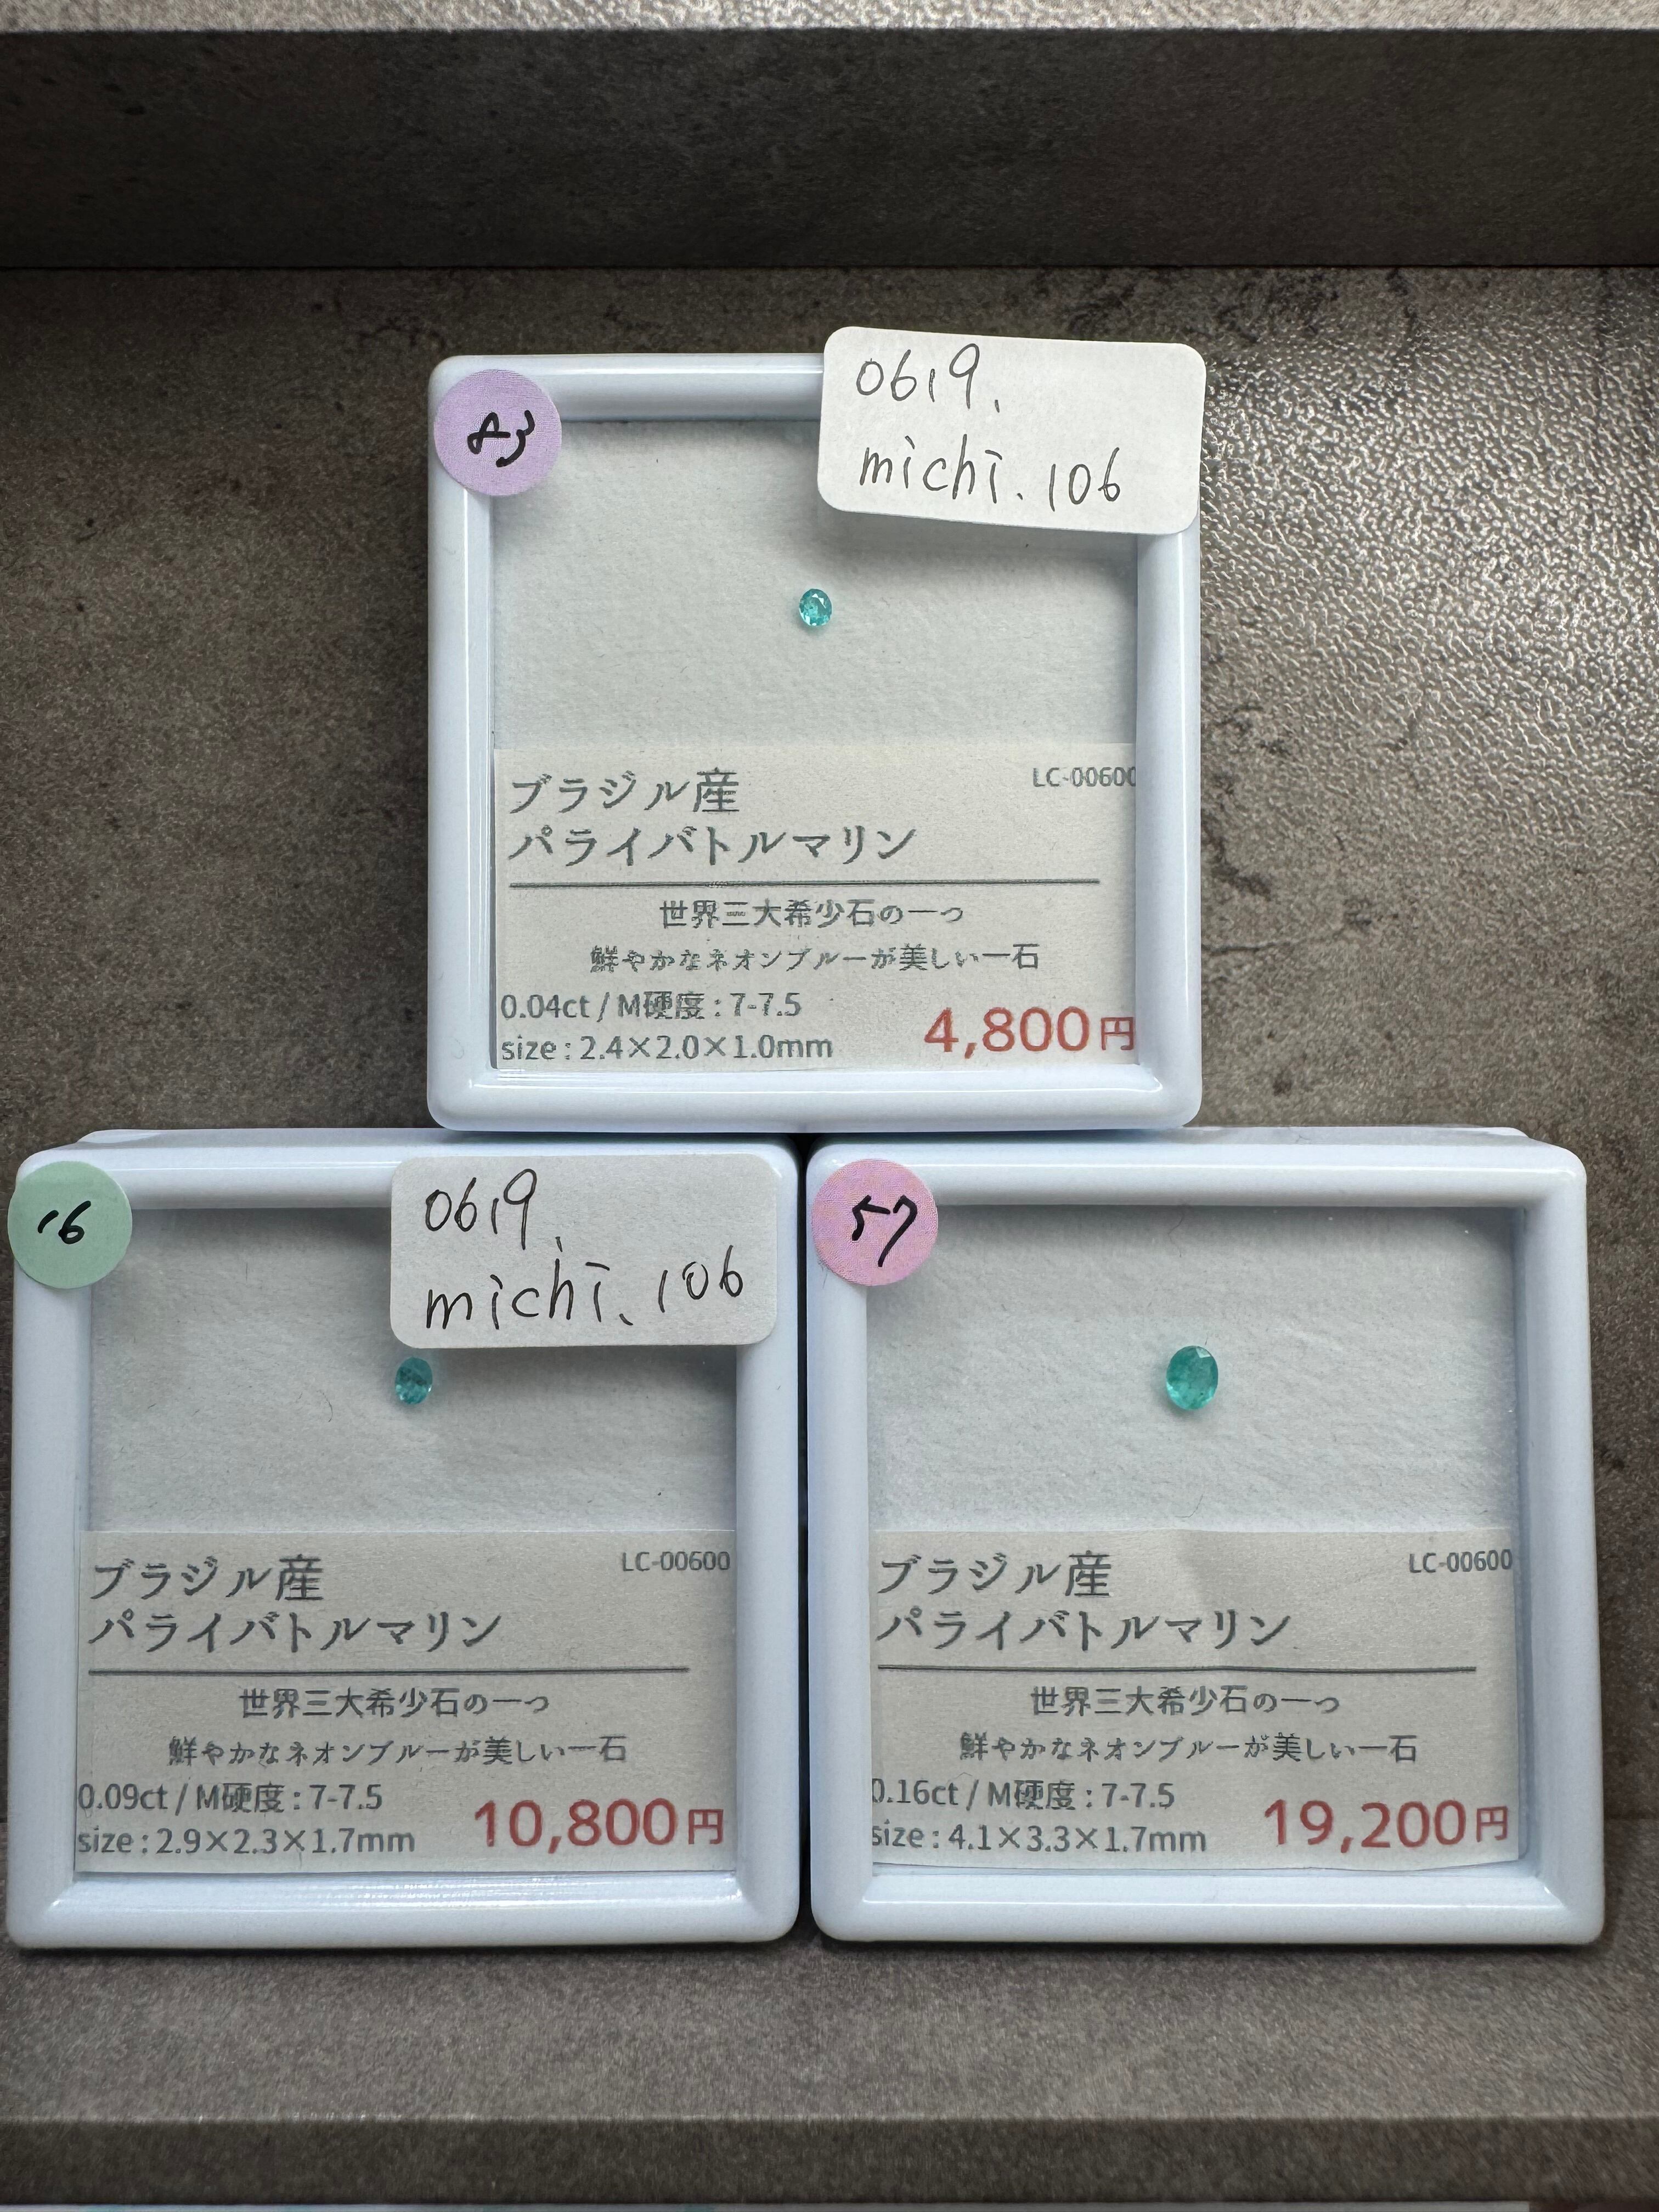 0619.
michi.106
ブラジル産
LC-00600
パライバトルマリン
世界三大希少石の一つ
鮮やかなネオンブルーが美しい一石
0.04ct / M硬度 : 7-7.5
size : 2.4×2.0×1.0mm
4,800円
16
0619.
michi.106
ブラジル産
LC-00600
パライバトルマリン
世界三大希少石の一つ
鮮やかなネオンブルーが美しい一石
0.09ct / M硬度 : 7-7.5
size : 2.9×2.3×1.7mm
10,800円
57
ブラジル産
LC-00600
パライバトルマリン
世界三大希少石の一つ
鮮やかなネオンブルーが美しい一石
0.16ct / M硬度 : 7-7.5
size : 4.1×3.3×1.7mm
19,200円